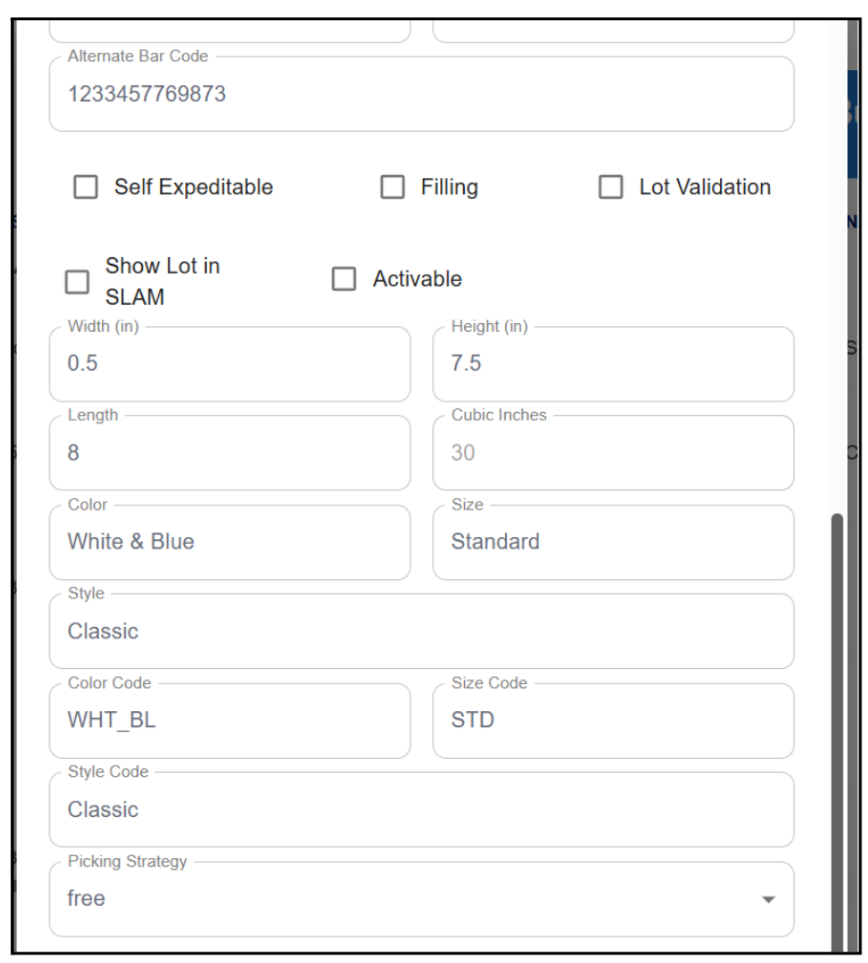 Alternate Bar Code
1233457769873
Self Expeditable
Filling
Lot Validation
Show Lot in
SLAM
Activable
Width (in)
0.5
Height (in)
7.5
Length
8
Cubic Inches
30
Color
White & Blue
Size
Standard
Style
Classic
Color Code
WHT_BL
Size Code
STD
Style Code
Classic
Picking Strategy
free